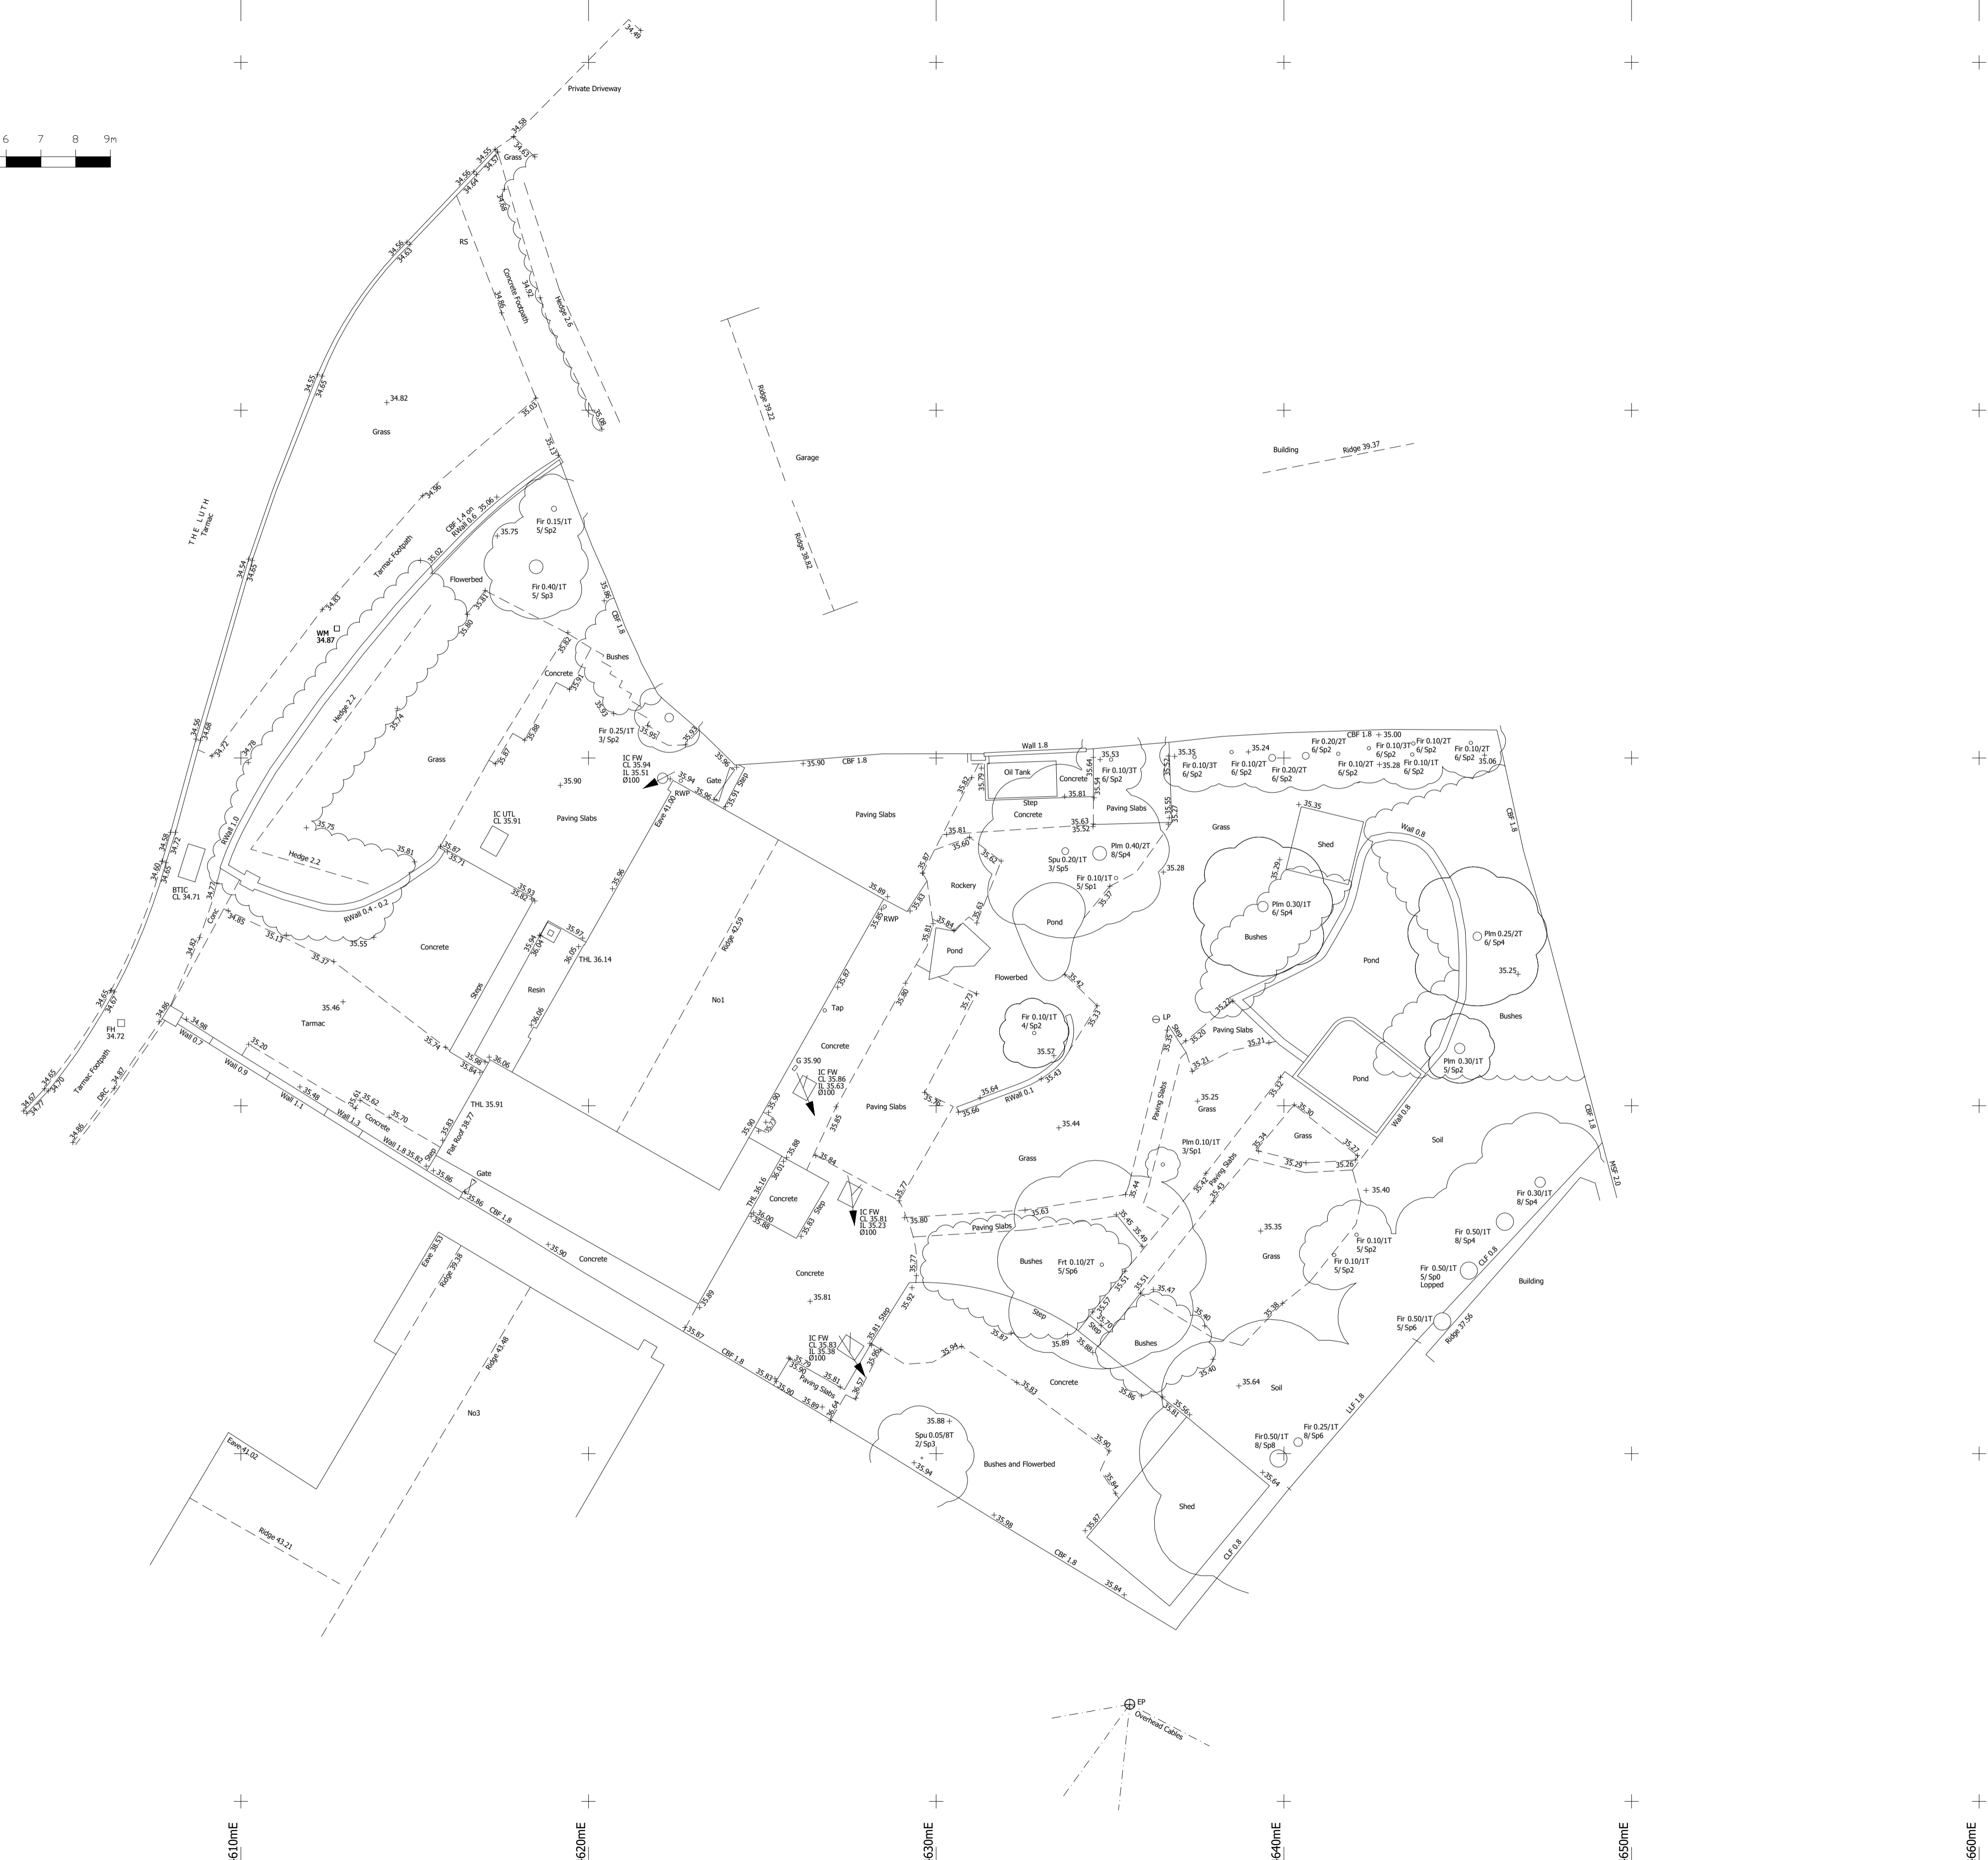 34.49
Private Driveway
6 7 8 9m
34.58
34.55
34.57
34.63
Grass
34.56
34.64
34.68
34.56
34.63
RS
Concrete Footpath
34.92
34.86
Hedge 2.6
34.55
34.65
34.82
Grass
35.03
35.08
35.13
Ridge 39.22
Garage
Ridge 38.82
Building
Ridge 39.37
34.96
CBF 1.4 on
RWall 0.6
35.06
THE LUTH
Tarmac
Tarmac Footpath
35.02
35.75
Fir 0.15/1T
5/ Sp2
34.54
34.65
Flowerbed
Fir 0.40/1T
5/ Sp3
35.81
35.80
35.86
CBF 1.8
34.83
WM
34.87
35.82
Bushes
Concrete
35.91
35.93
Hedge 2.2
35.74
Fir 0.25/1T
3/ Sp2
35.95
35.93
35.88
35.87
34.56
34.68
34.72
34.78
Grass
35.90
Paving Slabs
IC FW
CL 35.94
IL 35.51
Ø100
35.94
RWP
Gate
35.96
35.96
35.91
Step
Eave 41.00
35.90
CBF 1.8
Wall 1.8
Oil Tank
35.79
35.82
Concrete
35.64
35.54
35.53
Fir 0.10/3T
6/ Sp2
35.52
35.35
Fir 0.10/3T
6/ Sp2
35.24
Fir 0.10/2T
6/ Sp2
Fir 0.20/2T
6/ Sp2
Fir 0.20/2T
6/ Sp2
CBF 1.8
35.00
Fir 0.10/2T
6/ Sp2
Fir 0.10/3T
6/ Sp2
35.28
Fir 0.10/2T
6/ Sp2
Fir 0.10/1T
6/ Sp2
Fir 0.10/2T
6/ Sp2
35.06
CBF 1.8
35.81
Step
Concrete
Paving Slabs
35.55
35.27
35.63
35.52
Paving Slabs
35.81
35.60
35.62
35.87
Rockery
Spu 0.20/1T
3/ Sp5
Plm 0.40/2T
8/Sp4
Fir 0.10/1T
5/ Sp1
35.28
35.37
Grass
35.35
Shed
Wall 0.8
35.29
Plm 0.30/1T
6/ Sp4
Bushes
Plm 0.25/2T
6/ Sp4
35.25
Pond
Bushes
Plm 0.30/1T
5/ Sp2
IC UTL
CL 35.91
35.75
35.81
RWall 1.0
Hedge 2.2
35.87
35.71
RWall 0.4 - 0.2
34.58
34.72
34.60
34.65
BTIC
CL 34.71
34.77
34.85
Conc
34.82
35.13
35.55
35.37
Concrete
35.93
35.82
35.96
35.97
35.94
36.04
36.05
THL 36.14
Ridge 42.59
35.89
35.85
RWP
35.83
35.81
35.84
35.63
Pond
Pond
Flowerbed
35.42
35.33
35.73
35.80
35.87
Tap
No1
Resin
Steps
36.06
35.46
Tarmac
34.86
34.98
Wall 0.7
35.20
Wall 0.9
34.65
34.67
FH
34.72
Tarmac Footpath
DRC
34.87
34.86
34.65
34.70
34.67
34.77
35.74
35.98
35.84
36.06
35.48
35.61
35.62
35.70
Wall 1.1
Wall 1.3
Concrete
Wall 1.8
35.82
Step
35.83
Flat Roof 38.77
THL 35.91
35.86
35.86
Gate
CBF 1.8
35.90
Concrete
Concrete
G 35.90
IC FW
CL 35.86
IL 35.63
Ø100
35.90
35.77
35.90
35.88
35.85
35.84
Paving Slabs
35.76
Fir 0.10/1T
4/ Sp2
35.57
35.43
35.64
35.66
RWall 0.1
35.44
Grass
LP
Step
35.35
35.20
35.22
Paving Slabs
35.21
35.21
35.25
Grass
Paving Slabs
35.32
Pond
Wall 0.8
35.30
Grass
35.34
35.29
35.26
35.27
Soil
CBF 1.8
MSF 2.0
Plm 0.10/1T
3/Sp1
35.42
Paving Slabs
35.43
35.44
35.40
35.35
Grass
Fir 0.10/1T
5/ Sp2
Fir 0.10/1T
5/ Sp2
Fir 0.30/1T
8/ Sp4
Fir 0.50/1T
8/ Sp4
Fir 0.50/1T
5/ Sp0
Lopped
CLF 0.8
Building
Fir 0.50/1T
5/ Sp6
Ridge 37.56
36.01
THL 36.16
36.00
35.88
Concrete
Step
35.83
IC FW
CL 35.81
IL 35.23
Ø100
35.77
35.80
35.63
Paving Slabs
35.45
35.49
Bushes
Frt 0.10/2T
5/ Sp6
35.51
35.51
35.47
35.40
35.38
35.57
35.70
Step
Step
35.89
35.88
35.87
Bushes
35.40
35.77
35.92
Concrete
35.81
35.81 Step
35.96
35.94
35.83
Concrete
35.86
35.64
Soil
35.56
35.81
LLF 1.8
IC FW
CL 35.83
IL 35.38
Ø100
35.79
35.90
Paving Slabs
35.81
35.83
35.90
35.89
36.57
36.64
35.89
35.87
CBF 1.8
Eave 38.53
Ridge 39.38
Ridge 43.48
No3
Eave 41.02
Ridge 43.21
35.88
Spu 0.05/8T
2/ Sp3
35.94
Bushes and Flowerbed
35.90
35.84
35.98
35.87
Shed
Fir 0.50/1T
8/ Sp8
Fir 0.25/1T
8/ Sp6
35.64
CLF 0.8
CBF 1.8
35.84
EP
Overhead Cables
610mE
620mE
630mE
640mE
650mE
660mE